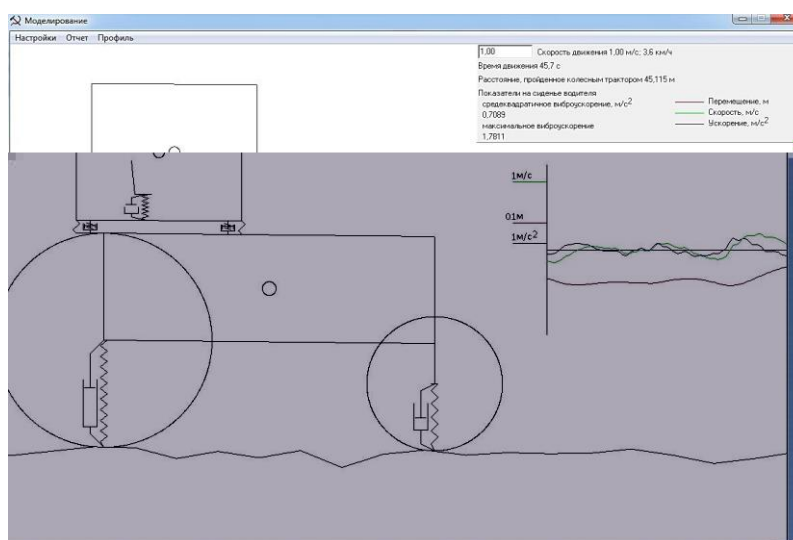 Моделирование
Настройки Отчет Профиль
1,00 Скорость движения 1,00 м/с; 3,6 км/ч
Время движения 45,7 с
Расстояние, пройденное колесным трактором 45,115 м
Показатели на сиденье водителя
средеквадратичное виброускорение, м/с²
0,7089
максимальное виброускорение
1,7811
Перемещение, м
Скорость, м/с
Ускорение, м/с²
1м/с
01м
1м/с²